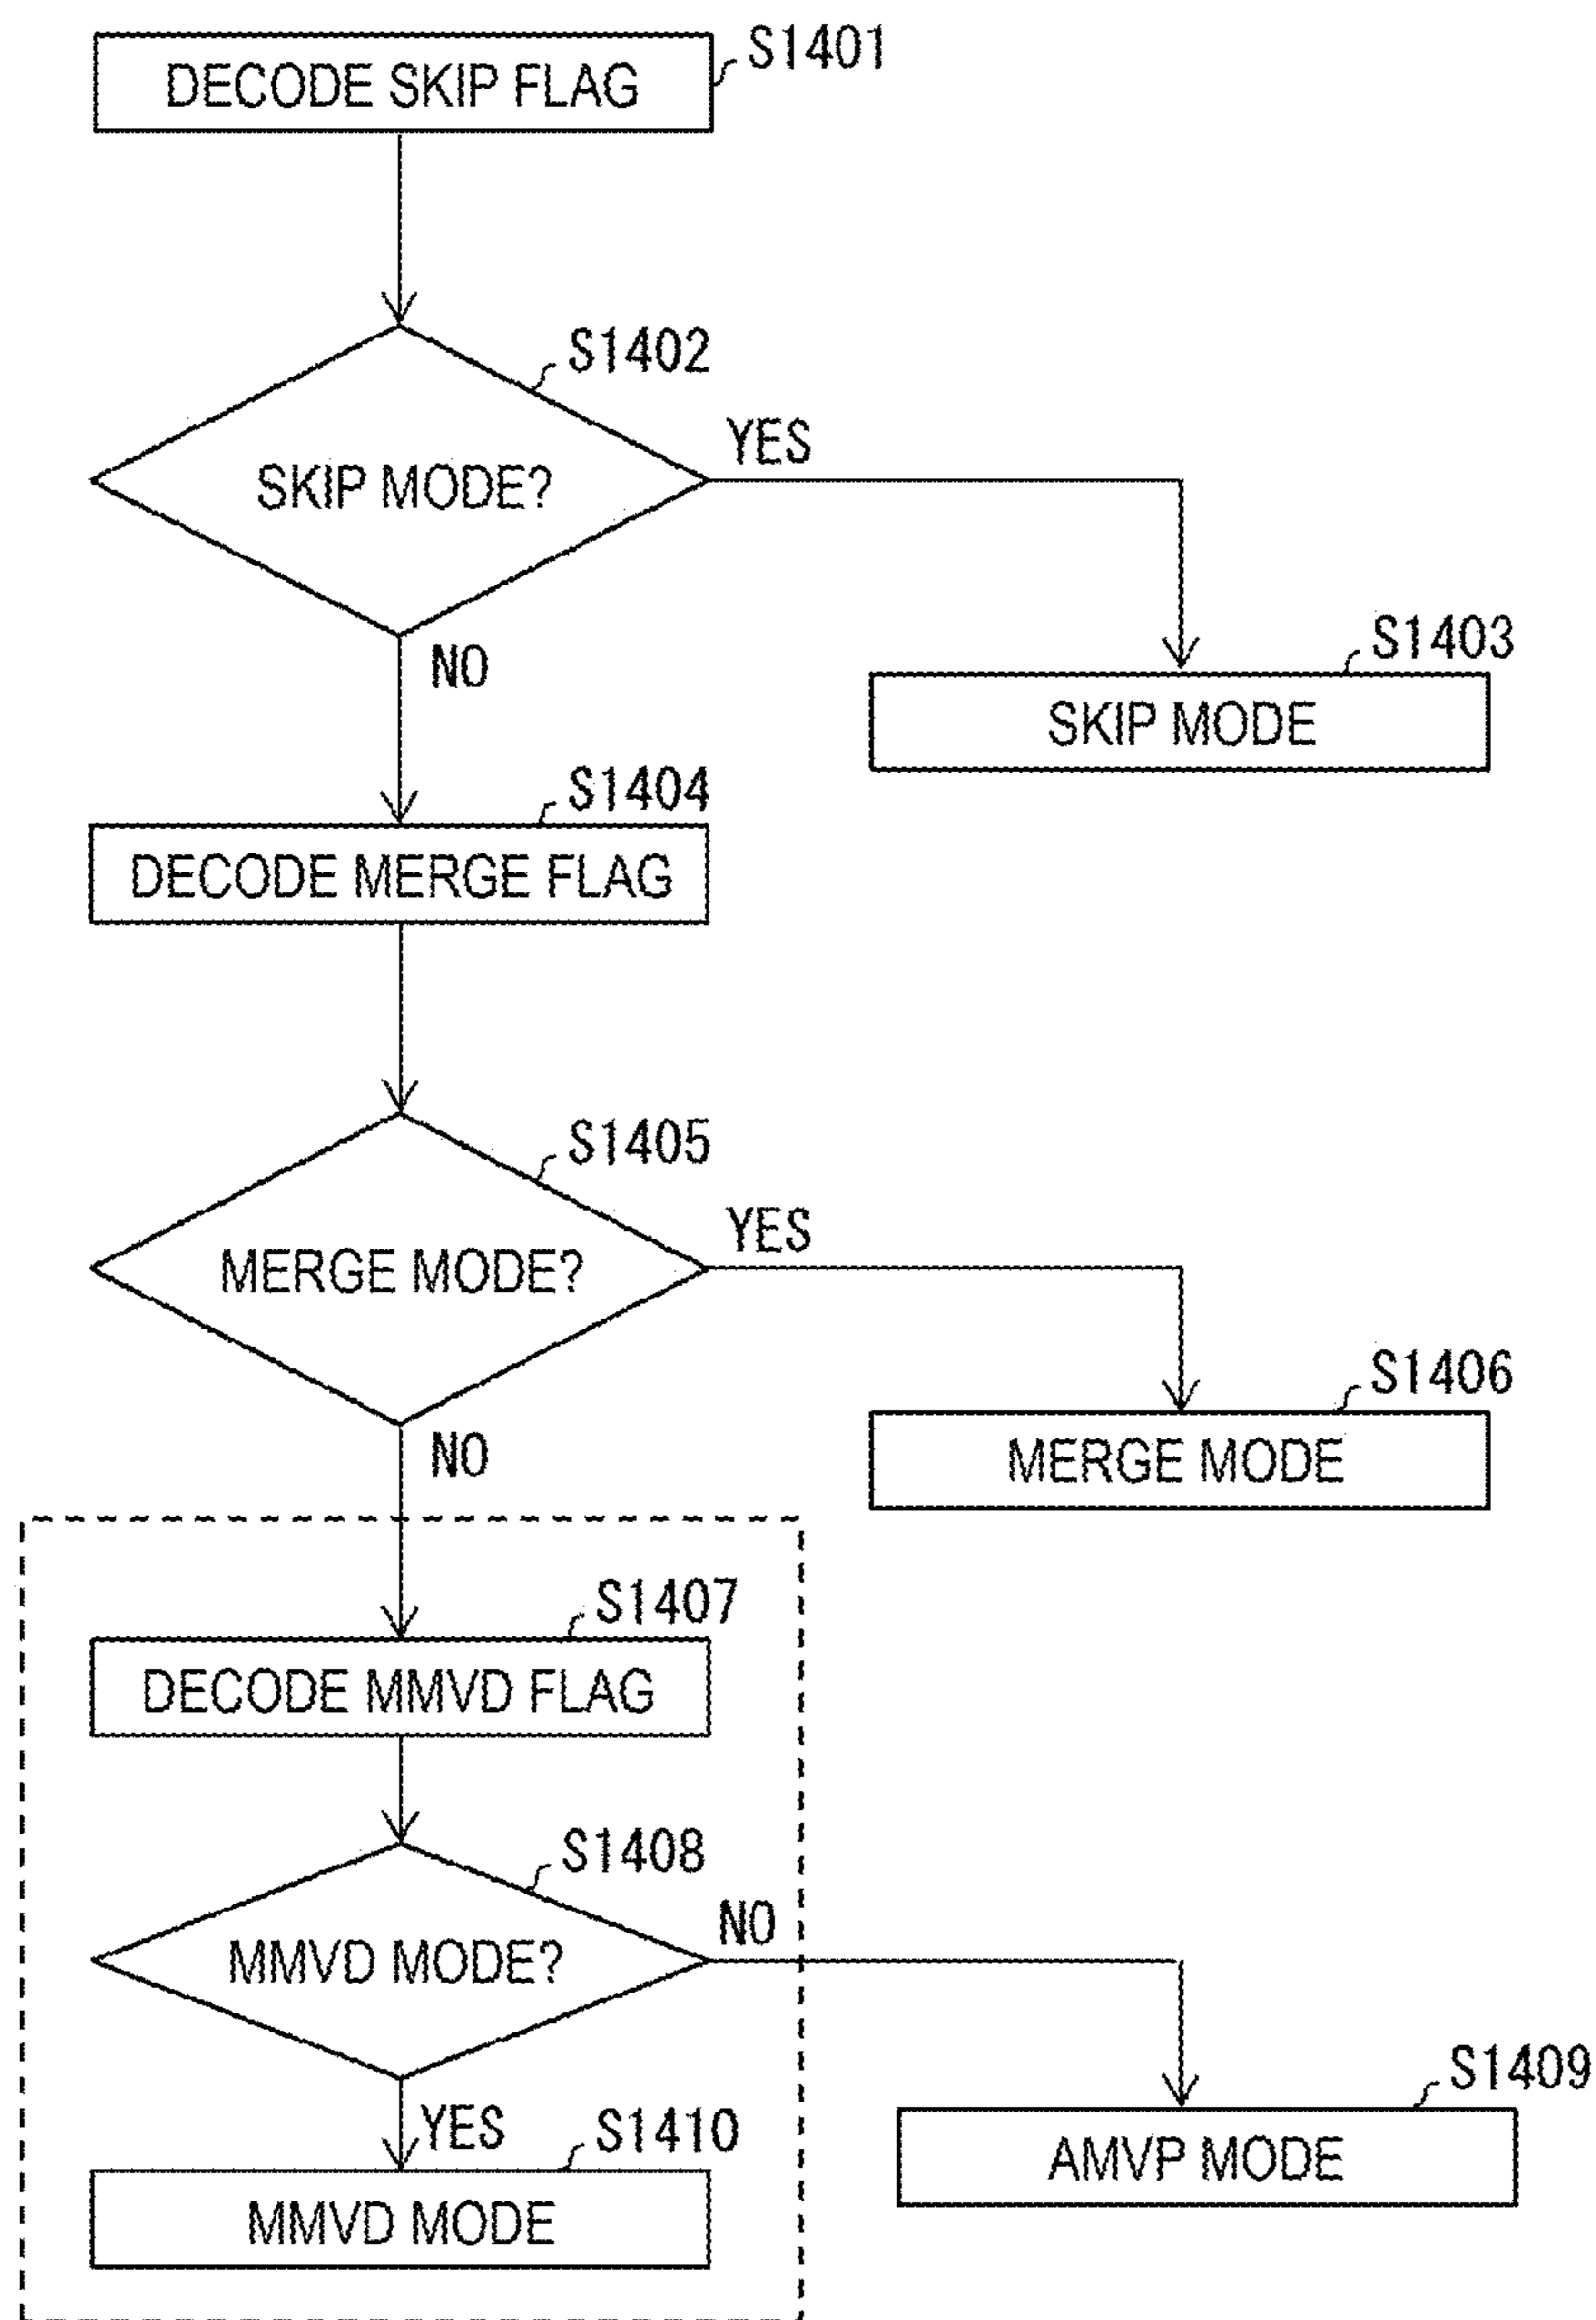 DECODE SKIP FLAG
S1401
S1402
SKIP MODE?
YES
NO
S1403
SKIP MODE
S1404
DECODE MERGE FLAG
S1405
MERGE MODE?
YES
NO
S1406
MERGE MODE
S1407
DECODE MMVD FLAG
S1408
MMVD MODE?
NO
YES
S1409
AMVP MODE
S1410
MMVD MODE